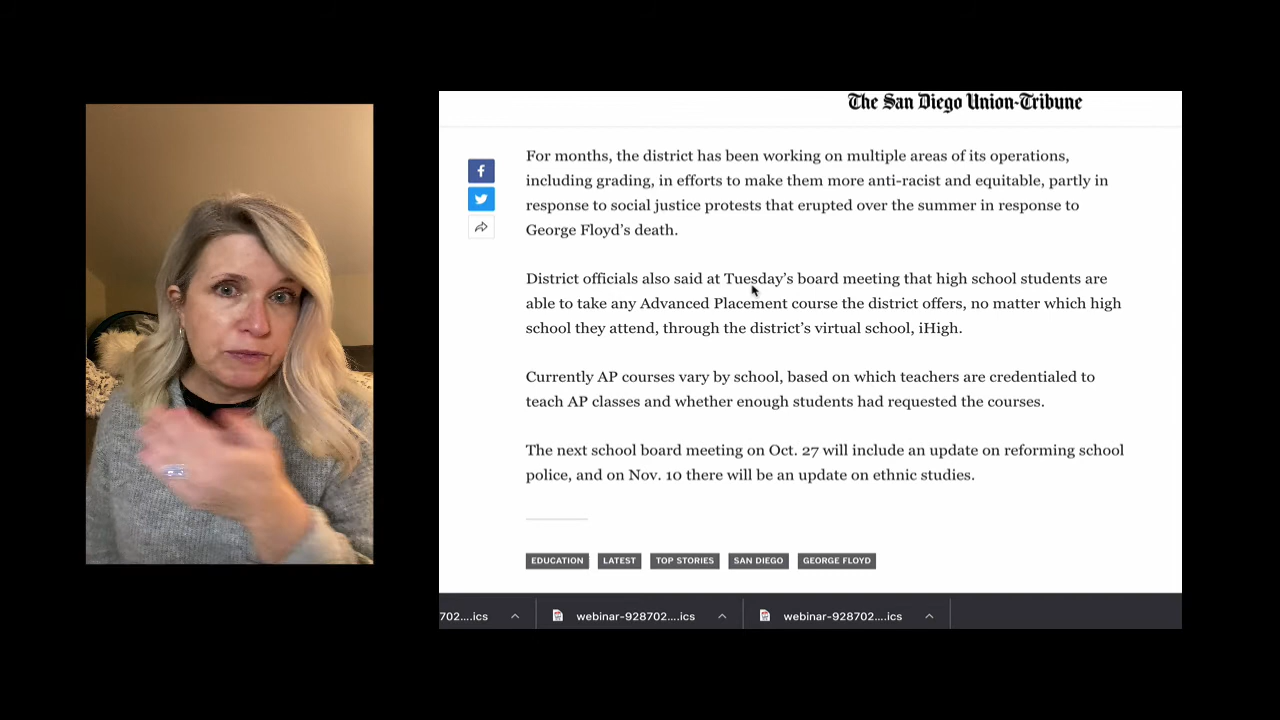 The San Diego Union-Tribune
For months, the district has been working on multiple areas of its operations,
including grading, in efforts to make them more anti-racist and equitable, partly in
response to social justice protests that erupted over the summer in response to
George Floyd’s death.
District officials also said at Tuesday’s board meeting that high school students are
able to take any Advanced Placement course the district offers, no matter which high
school they attend, through the district’s virtual school, iHigh.
Currently AP courses vary by school, based on which teachers are credentialed to
teach AP classes and whether enough students had requested the courses.
The next school board meeting on Oct. 27 will include an update on reforming school
police, and on Nov. 10 there will be an update on ethnic studies.
EDUCATION LATEST TOP STORIES SAN DIEGO GEORGE FLOYD
702....ics webinar-928702....ics webinar-928702....ics